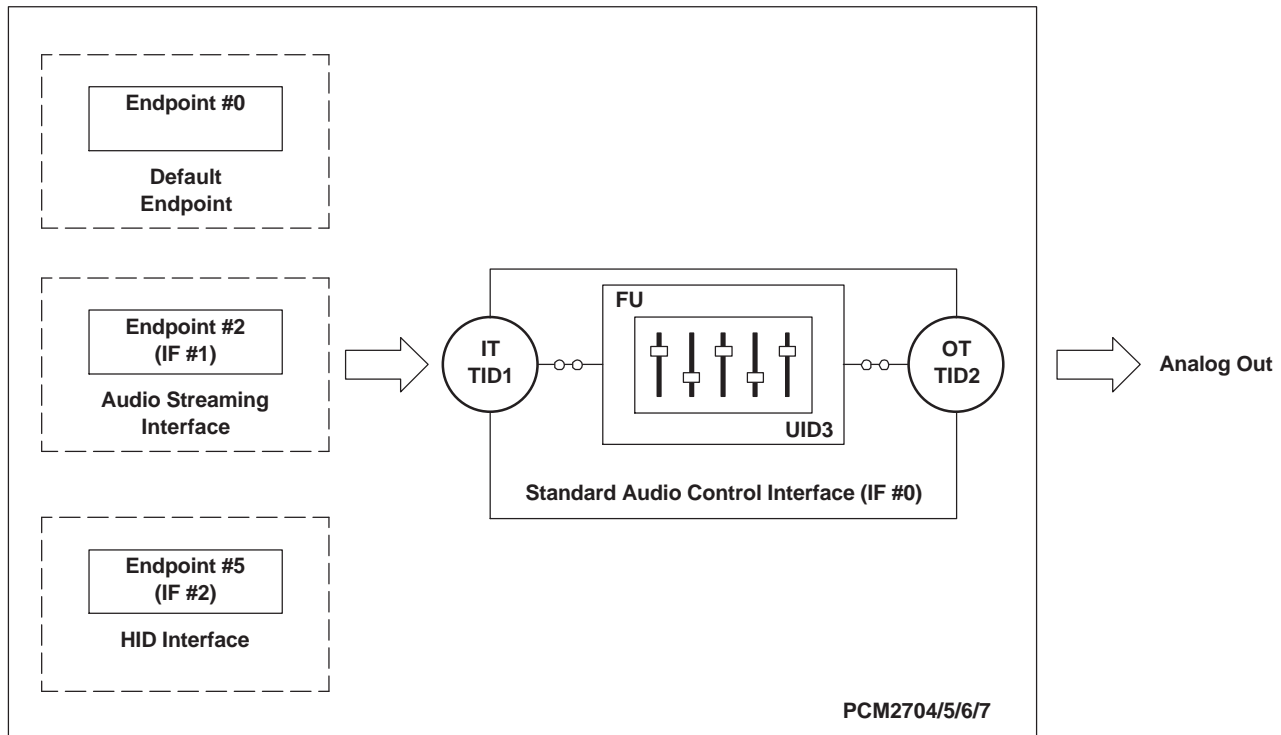 Endpoint #0
Default
Endpoint
Endpoint #2
(IF #1)
Audio Streaming
Interface
Endpoint #5
(IF #2)
HID Interface
IT
TID1
FU
UID3
OT
TID2
Standard Audio Control Interface (IF #0)
Analog Out
PCM2704/5/6/7